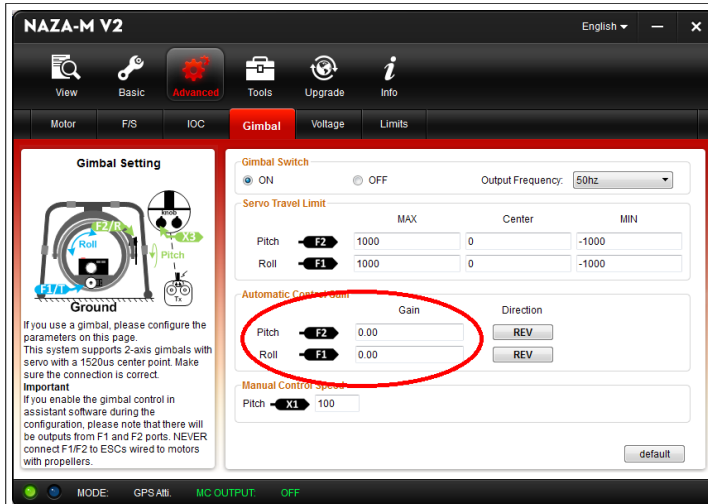 NAZA-M V2
English
View
Basic
Advanced
Tools
Upgrade
Info
Motor
F/S
IOC
Gimbal
Voltage
Limits
Gimbal Setting
knob
F2/R
X3
Roll
Pitch
F1/T
Tx
Ground
If you use a gimbal, please configure the
parameters on this page.
This system supports 2-axis gimbals with
servo with a 1520us center point. Make
sure the connection is correct.
Important
If you enable the gimbal control in
assistant software during the
configuration, please note that there will
be outputs from F1 and F2 ports. NEVER
connect F1/F2 to ESCs wired to motors
with propellers.
Gimbal Switch
ON
OFF
Output Frequency:
50hz
Servo Travel Limit
MAX
Center
MIN
Pitch F2 1000 0 -1000
Roll F1 1000 0 -1000
Automatic Control Gain
Gain
Direction
Pitch F2 0.00 REV
Roll F1 0.00 REV
Manual Control Speed
Pitch X1 100
default
MODE: GPS Atti. MC OUTPUT: OFF